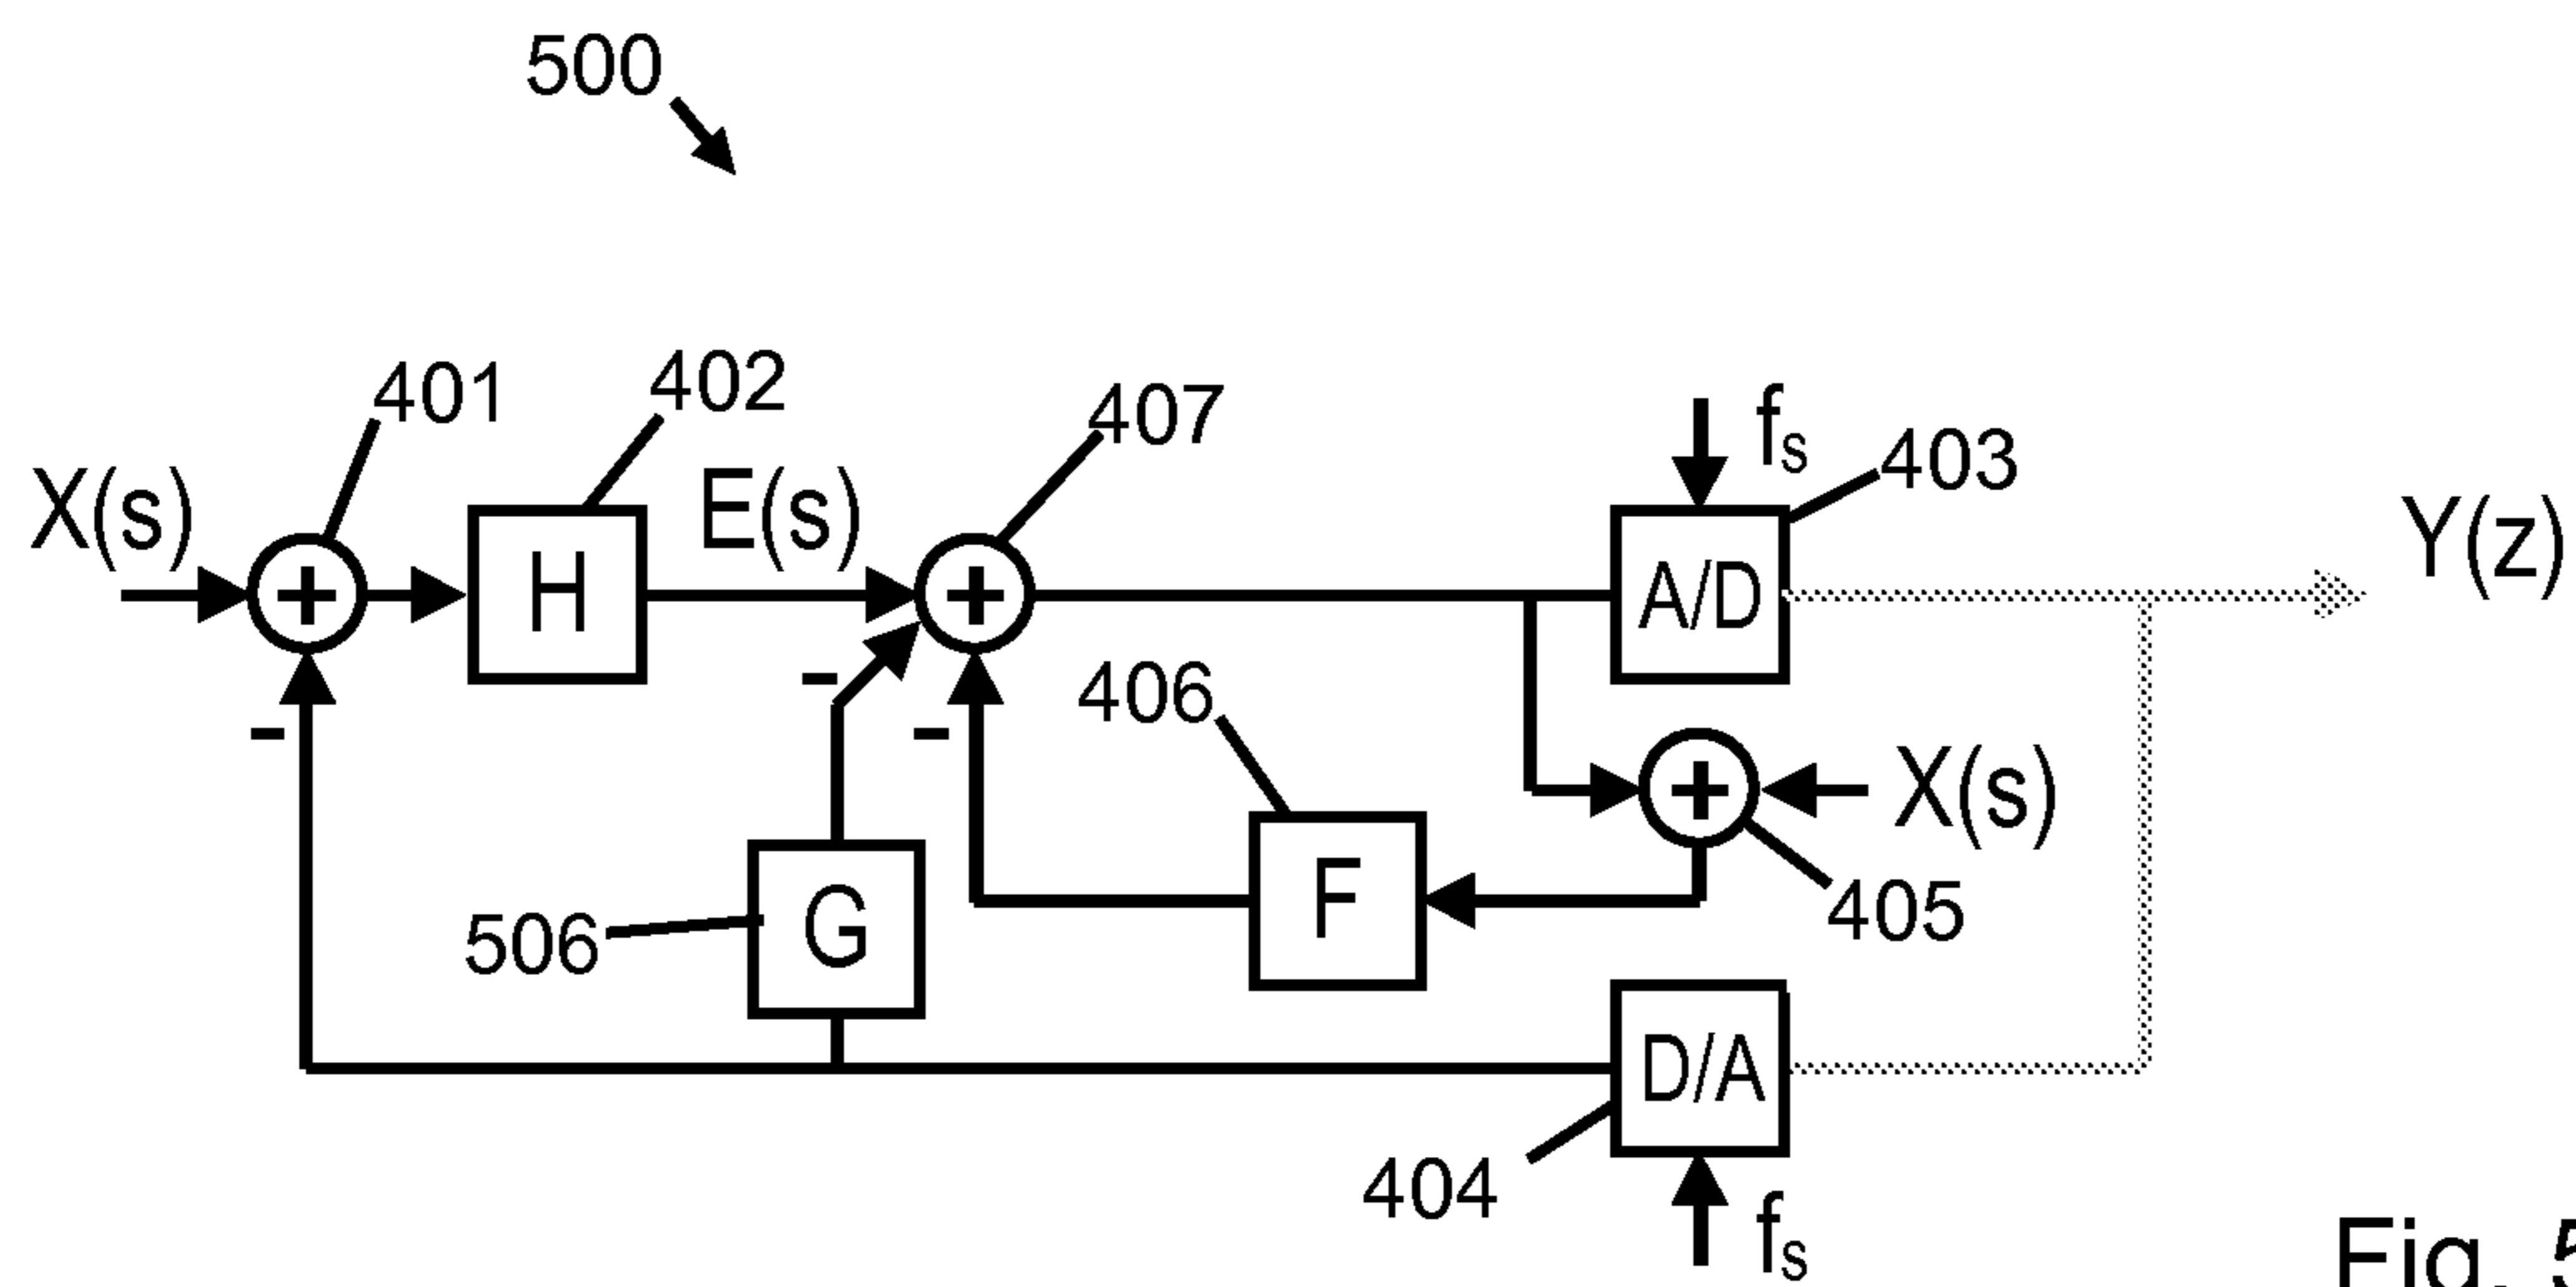 500
401
402
407
fs
403
X(s)
E(s)
Y(z)
+
H
+
A/D
-
406
-
-
+
X(s)
405
506
G
F
D/A
404
fs
Fig. 5